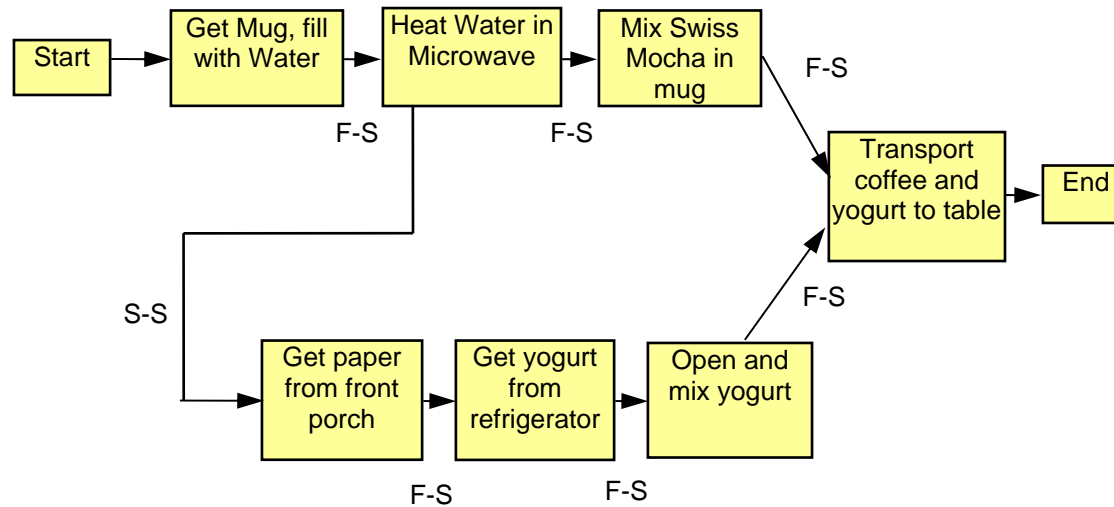 Start
Get Mug, fill
with Water
Heat Water in
Microwave
Mix Swiss
Mocha in
mug
F-S
F-S
F-S
Transport
coffee and
yogurt to table
End
F-S
S-S
Get paper
from front
porch
Get yogurt
from
refrigerator
Open and
mix yogurt
F-S
F-S